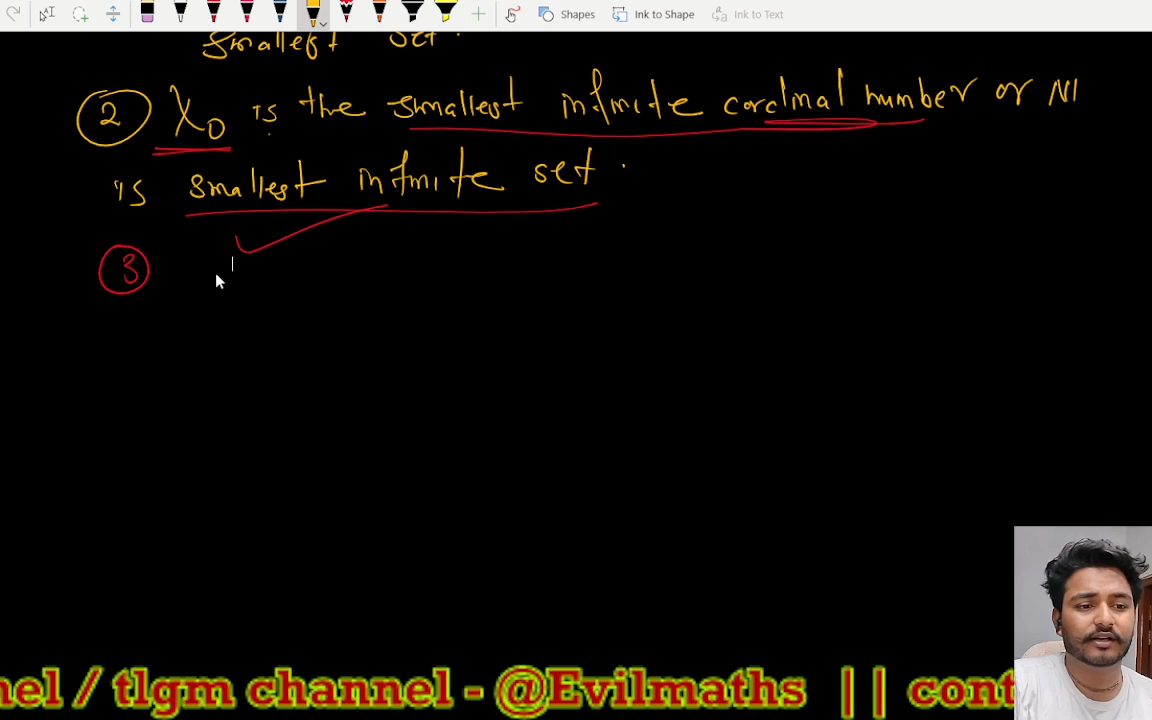 Shapes Ink to Shape Ink to Text
smallest set.
② χ₀ is the smallest infinite cardinal number or N
is smallest infinite set.
③
nel / tlgm channel - @Evilmaths || cont